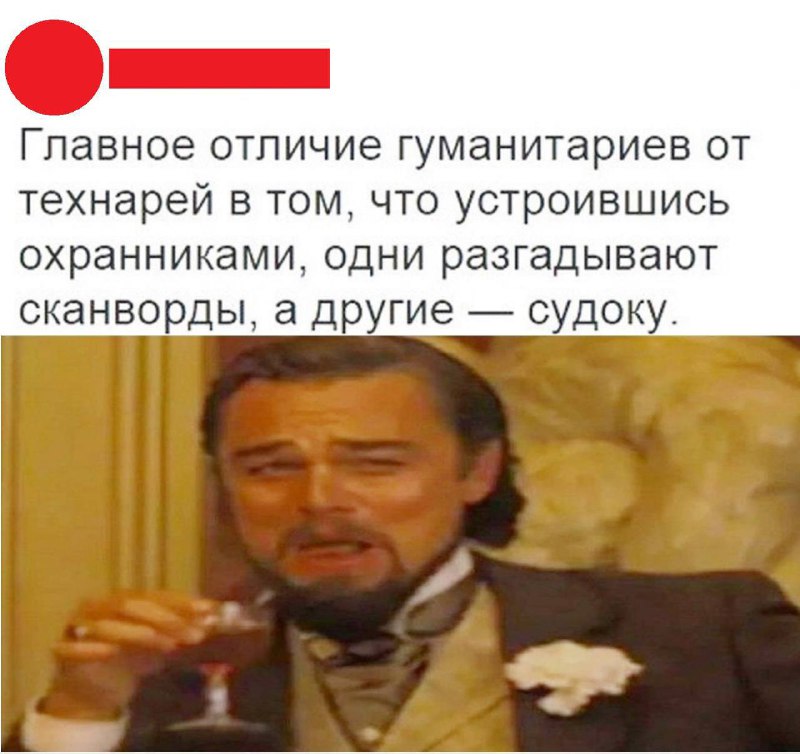 Главное отличие гуманитариев от
технарей в том, что устроившись
охранниками, одни разгадывают
сканворды, а другие — судоку.